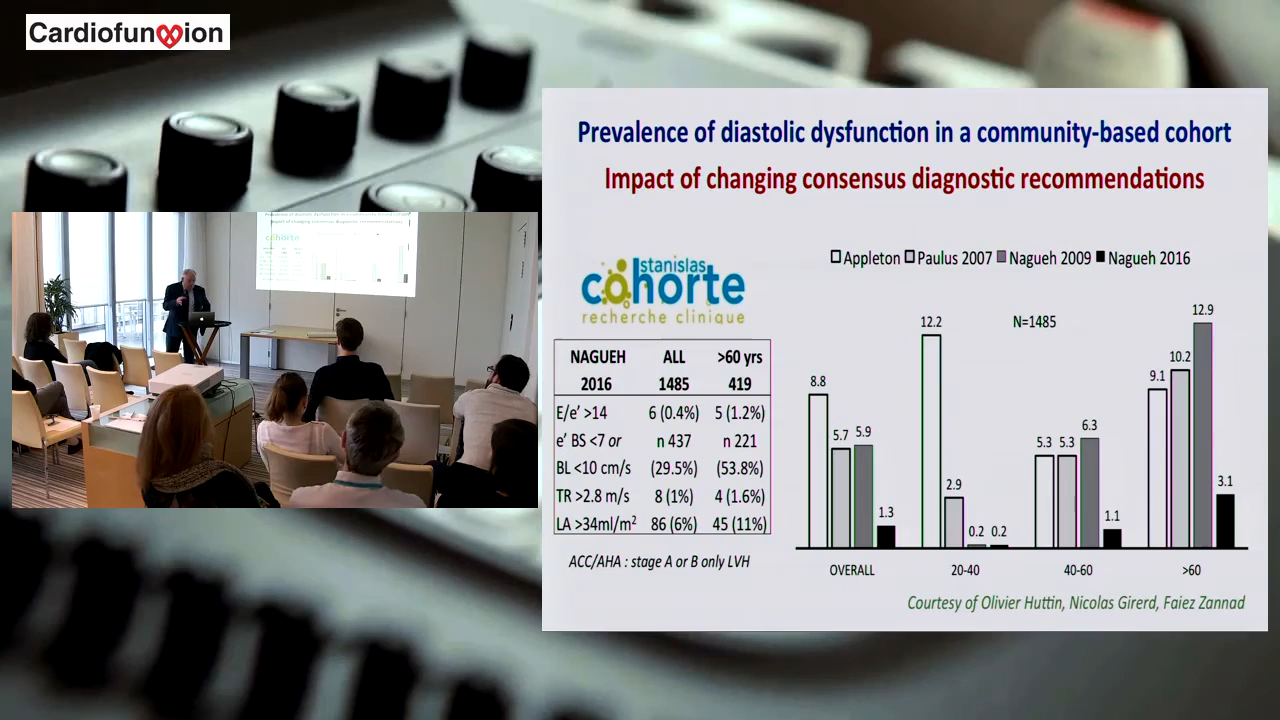 Cardiofunxion
Prevalence of diastolic dysfunction in a community-based cohort
Impact of changing consensus diagnostic recommendations
Appleton Paulus 2007 Nagueh 2009 Nagueh 2016
N=1485
stanislas
cohorte
recherche clinique
NAGUEH 2016 ALL 1485 >60 yrs 419
E/e' >14 6 (0.4%) 5 (1.2%)
e' BS <7 or n 437 n 221
BL <10 cm/s (29.5%) (53.8%)
TR >2.8 m/s 8 (1%) 4 (1.6%)
LA >34ml/m² 86 (6%) 45 (11%)
ACC/AHA : stage A or B only LVH
8.8 5.7 5.9 1.3
12.2 2.9 0.2 0.2
5.3 5.3 6.3 1.1
9.1 10.2 12.9 3.1
OVERALL 20-40 40-60 >60
Courtesy of Olivier Huttin, Nicolas Girerd, Faiez Zannad
cohorte